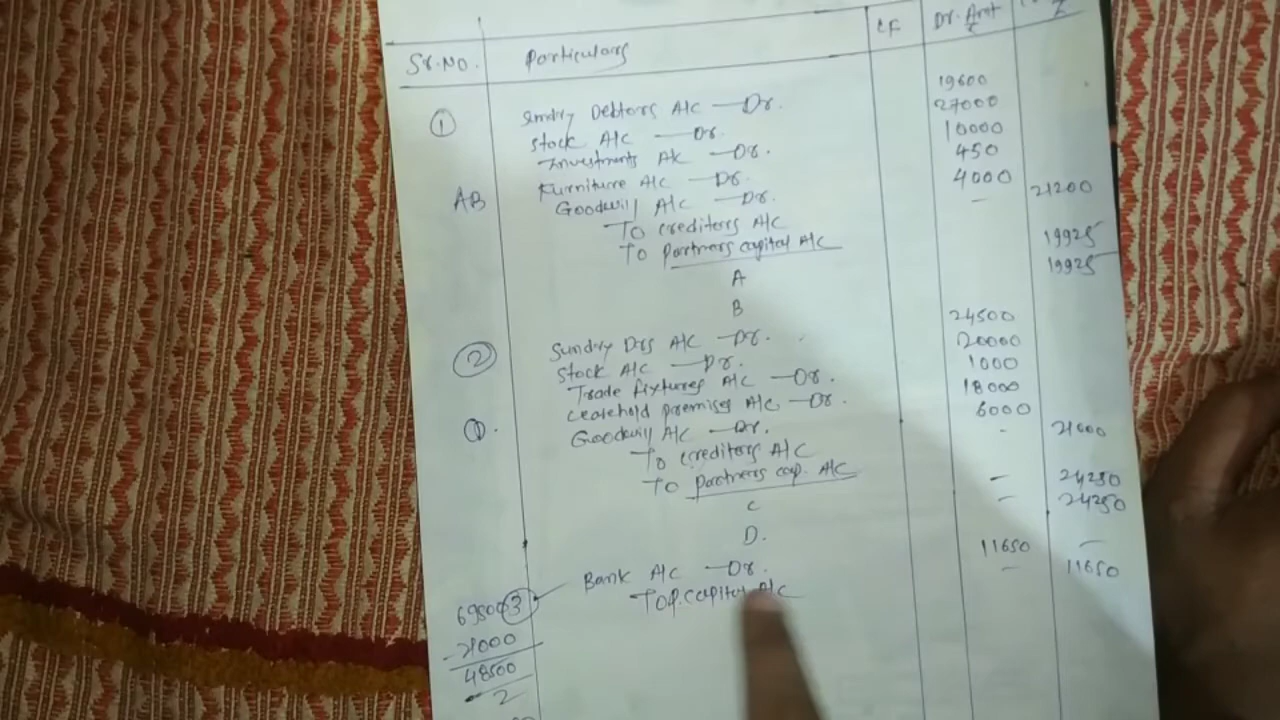 Sr.No. Particulars CF Dr. Amt
① Sundry Debtors A/c —Dr. 19600
Stock A/c —Dr. 27000
Investments A/c —Dr. 10000
Furniture A/c —Dr. 450
AB Goodwill A/c —Dr. 4000
To creditors A/c - 21200
To partners capital A/c
A 19925
B 19925
② Sundry Drs A/c —Dr. 24500
Stock A/c —Dr. 20000
Trade fixtures A/c —Dr. 1000
Leasehold premises A/c —Dr. 18000
Goodwill A/c —Dr. 6000
To creditors A/c - 21000
To partners cap. A/c
C - 24250
D. - 24250
③ Bank A/c —Dr. 11650 —
To p.capital A/c - 11650
69500
- 21000
48500
2